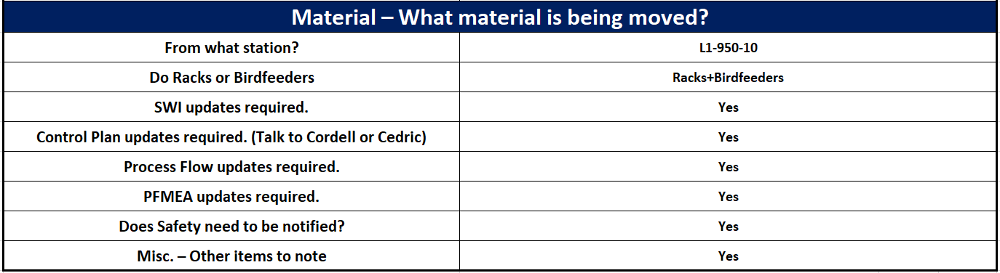 Material – What material is being moved?
From what station? L1-950-10
Do Racks or Birdfeeders Racks+Birdfeeders
SWI updates required. Yes
Control Plan updates required. (Talk to Cordell or Cedric) Yes
Process Flow updates required. Yes
PFMEA updates required. Yes
Does Safety need to be notified? Yes
Misc. – Other items to note Yes